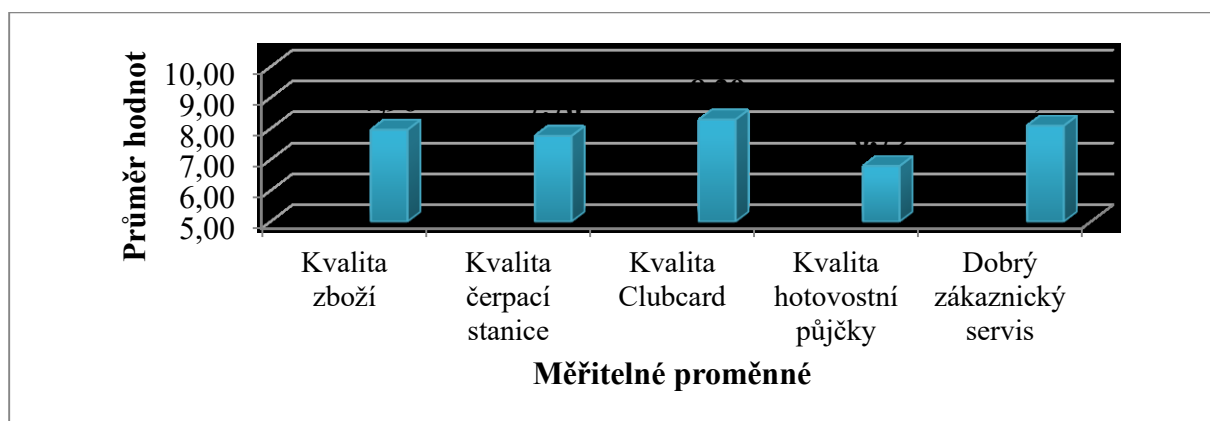 Průměr hodnot
10,00
9,00
8,00
7,00
6,00
5,00
Kvalita
zboží
Kvalita
čerpací
stanice
Kvalita
Clubcard
Kvalita
hotovostní
půjčky
Dobrý
zákaznický
servis
Měřitelné proměnné